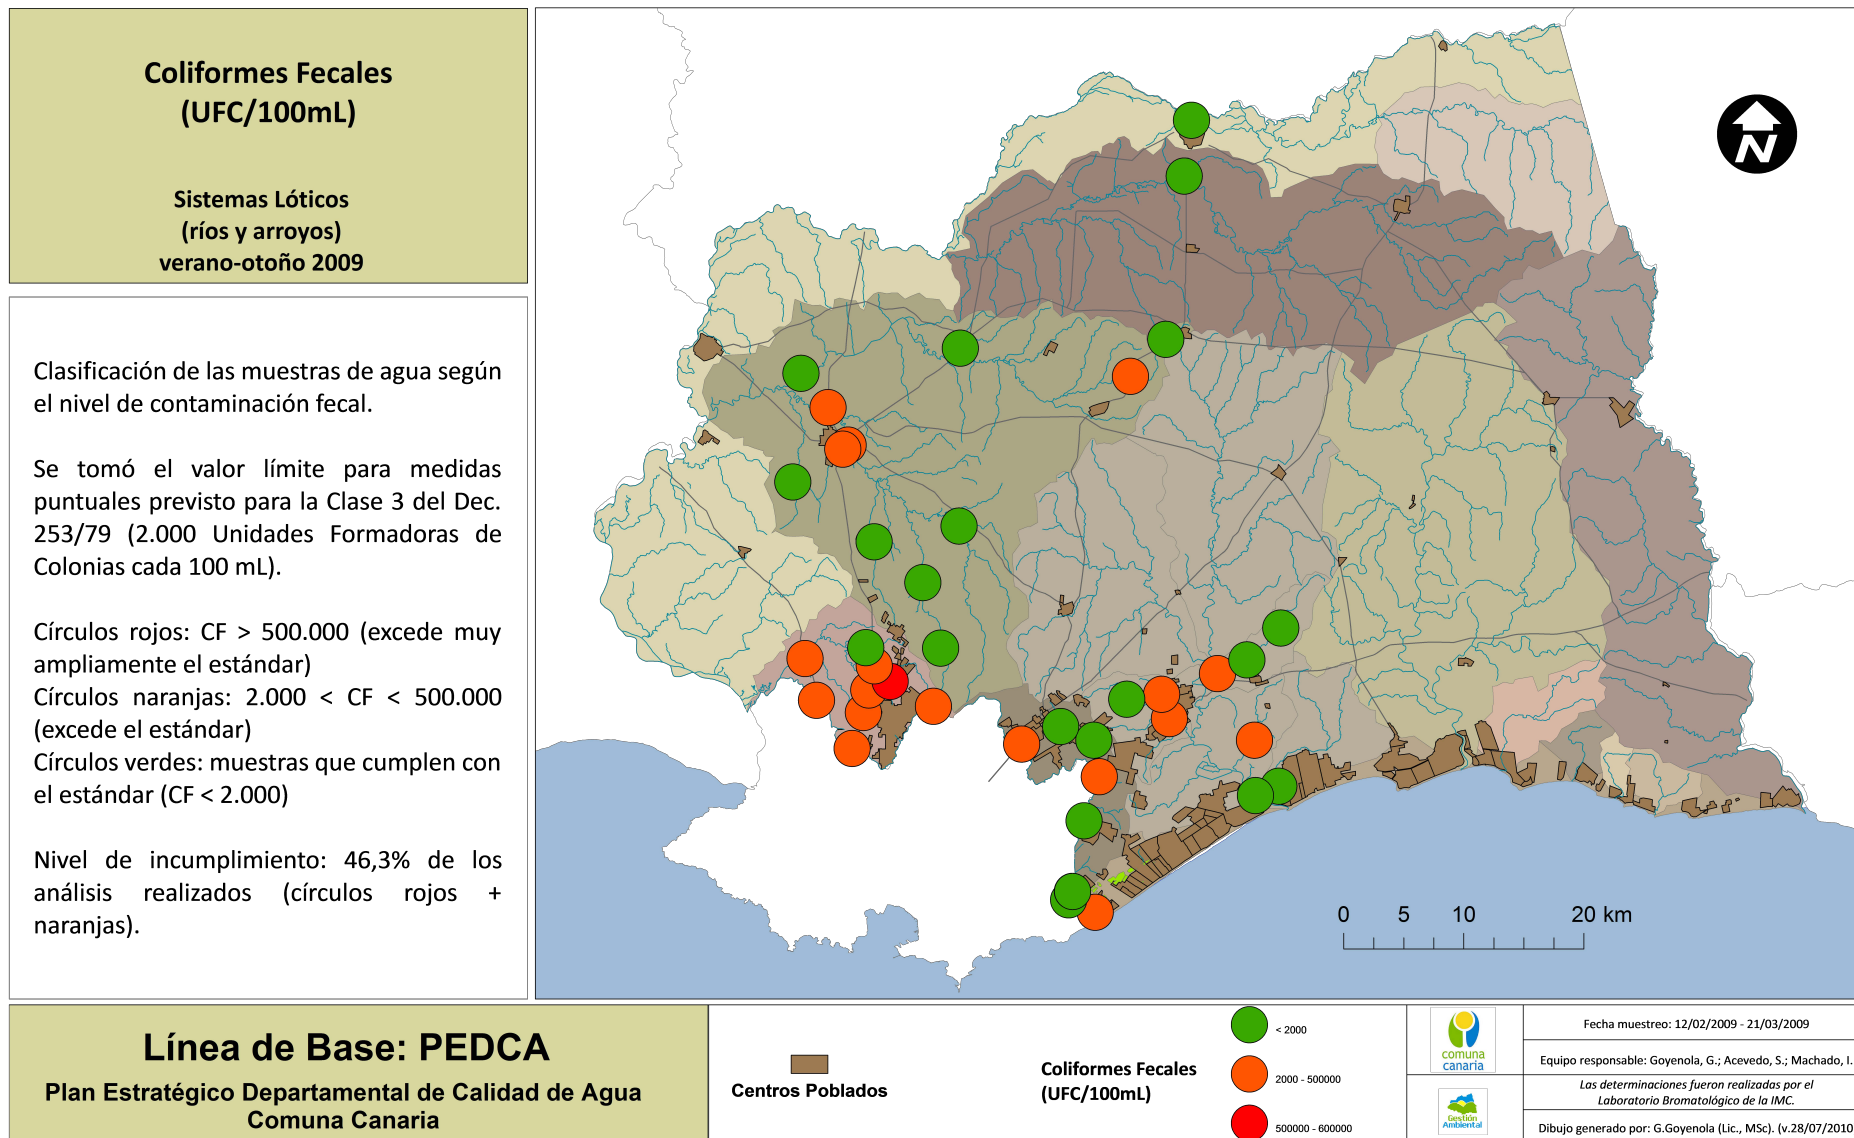 Coliformes Fecales
(UFC/100mL)
Sistemas Lóticos
(ríos y arroyos)
verano-otoño 2009
Clasificación de las muestras de agua según
el nivel de contaminación fecal.
Se tomó el valor límite para medidas
puntuales previsto para la Clase 3 del Dec.
253/79 (2.000 Unidades Formadoras de
Colonias cada 100 mL).
Círculos rojos: CF > 500.000 (excede muy
ampliamente el estándar)
Círculos naranjas: 2.000 < CF < 500.000
(excede el estándar)
Círculos verdes: muestras que cumplen con
el estándar (CF < 2.000)
Nivel de incumplimiento: 46,3% de los
análisis realizados (círculos rojos +
naranjas).
N
0 5 10 20 km
Línea de Base: PEDCA
Plan Estratégico Departamental de Calidad de Agua
Comuna Canaria
Centros Poblados
Coliformes Fecales
(UFC/100mL)
< 2000
2000 - 500000
500000 - 600000
comuna
canaria
Gestión
Ambiental
Fecha muestreo: 12/02/2009 - 21/03/2009
Equipo responsable: Goyenola, G.; Acevedo, S.; Machado, I.
Las determinaciones fueron realizadas por el
Laboratorio Bromatológico de la IMC.
Dibujo generado por: G.Goyenola (Lic., MSc). (v.28/07/2010